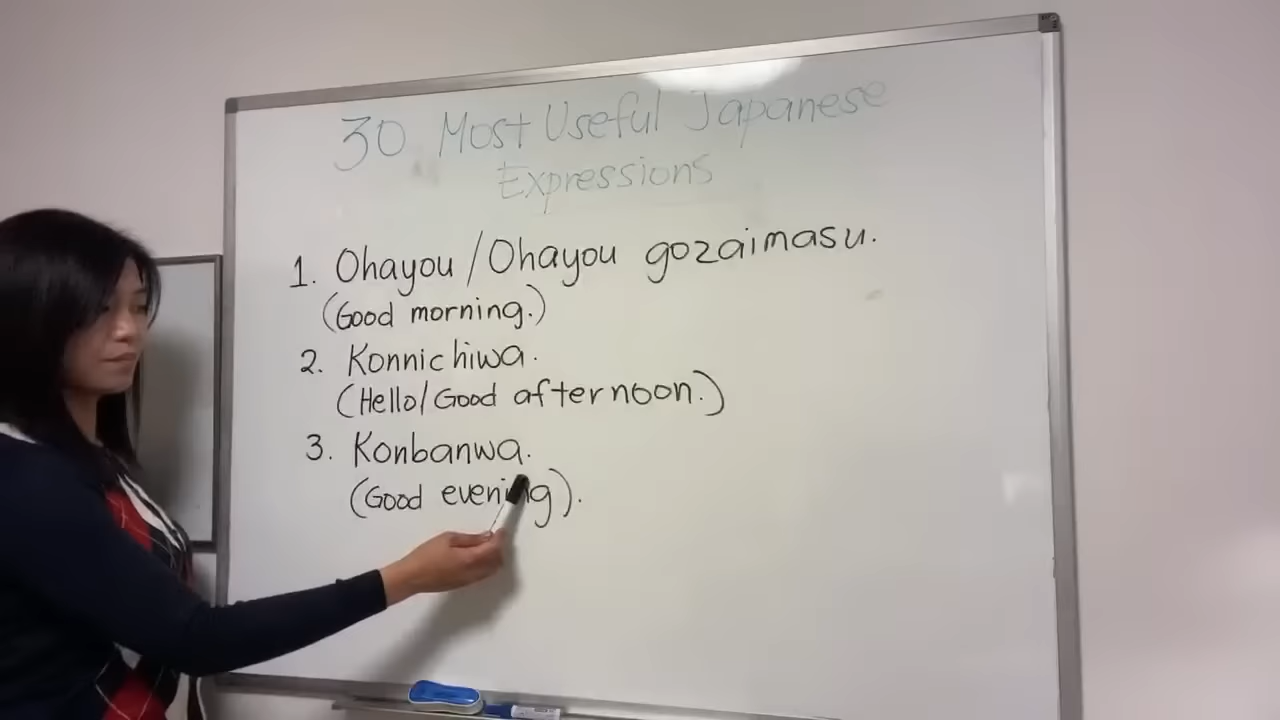 30 Most Useful Japanese
Expressions
1. Ohayou/Ohayou gozaimasu.
(Good morning.)
2. Konnichiwa.
(Hello/Good afternoon.)
3. Konbanwa.
(Good evening).